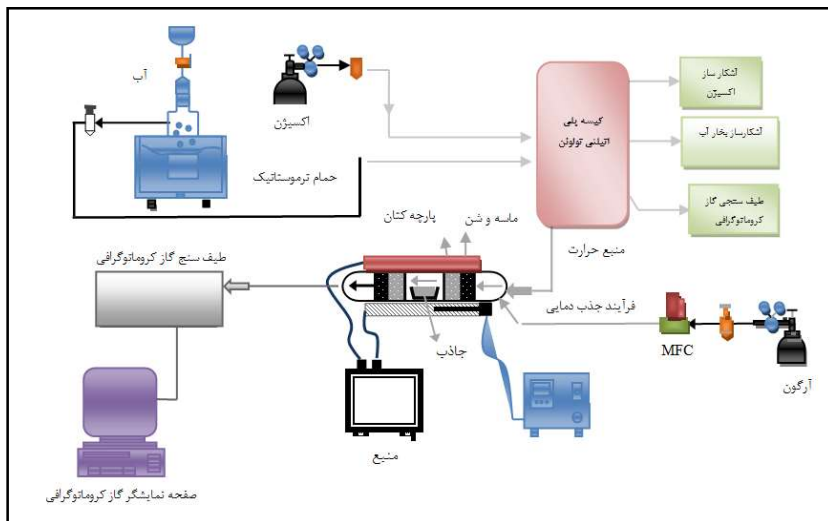 آب
اکسیژن
حمام ترموستاتیک
کیسه پلی
اتیلنی تولوئن
آشکار ساز
اکسیژن
آشکارساز بخار آب
طیف سنجی گاز
کروماتوگرافی
منبع حرارت
پارچه کتان
ماسه و شن
طیف سنج گاز کروماتوگرافی
فرآیند جذب دمایی
جاذب
MFC
آرگون
منبع
صفحه نمایشگر گاز کروماتوگرافی